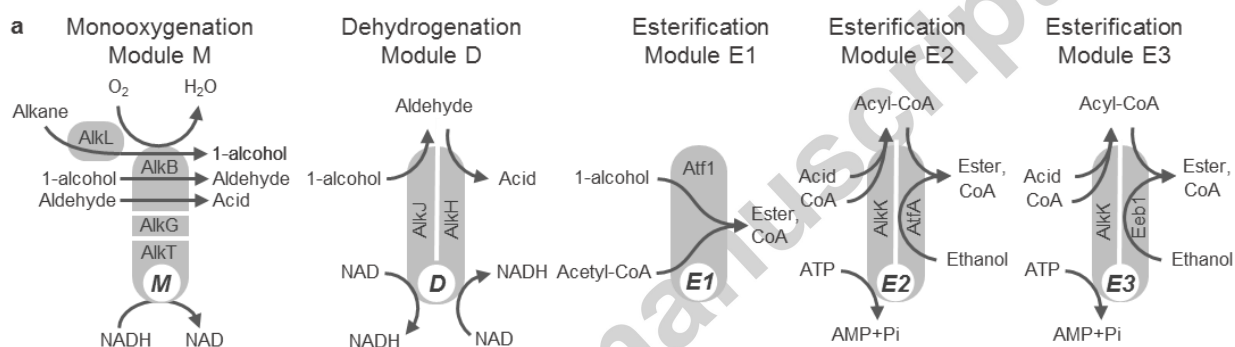 a
Monooxygenation
Module M
O₂
H₂O
Alkane
AlkL
1-alcohol
AlkB
1-alcohol
Aldehyde
Aldehyde
Acid
AlkG
AlkT
M
NADH
NAD
Dehydrogenation
Module D
Aldehyde
1-alcohol
Acid
AlkJ
AlkH
NAD
NADH
D
NADH
NAD
Esterification
Module E1
Atf1
1-alcohol
Ester,
CoA
Acetyl-CoA
E1
Esterification
Module E2
Acyl-CoA
Acid
CoA
Ester,
CoA
AlkK
AtfA
Ethanol
ATP
E2
AMP+Pi
Esterification
Module E3
Acyl-CoA
Acid
CoA
Ester,
CoA
AlkK
Eeb1
Ethanol
ATP
E3
AMP+Pi
manuscript